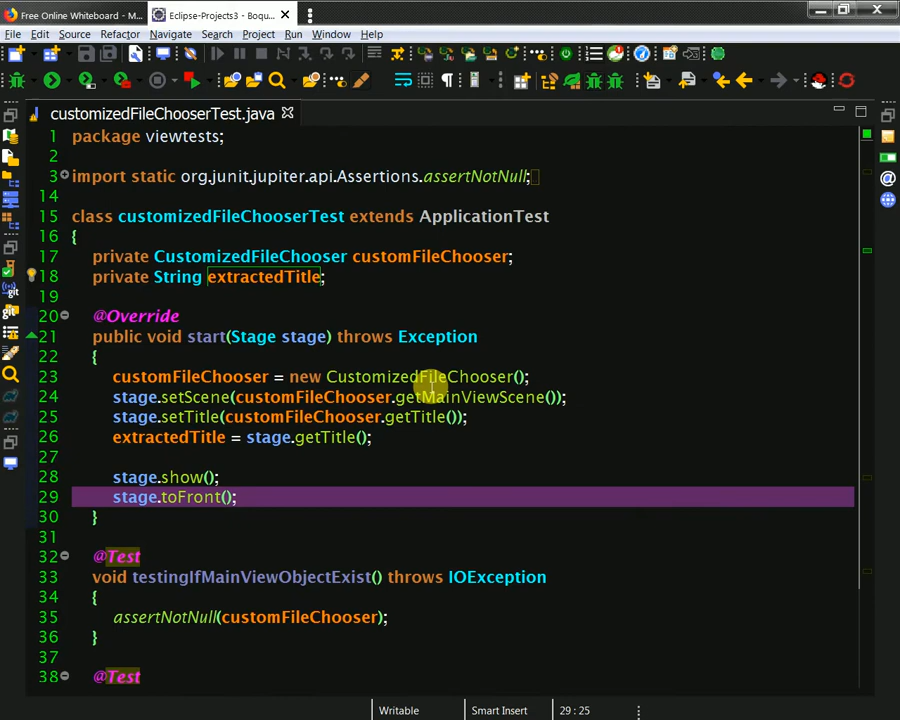 Free Online Whiteboard - M...
Eclipse-Projects3 - Boqu...
File Edit Source Refactor Navigate Search Project Run Window Help
customizedFileChooserTest.java
1 package viewtests;
2
3 import static org.junit.jupiter.api.Assertions.assertNotNull;
14
15 class customizedFileChooserTest extends ApplicationTest
16 {
17 private CustomizedFileChooser customFileChooser;
18 private String extractedTitle;
19
20 @Override
21 public void start(Stage stage) throws Exception
22 {
23 customFileChooser = new CustomizedFileChooser();
24 stage.setScene(customFileChooser.getMainViewScene());
25 stage.setTitle(customFileChooser.getTitle());
26 extractedTitle = stage.getTitle();
27
28 stage.show();
29 stage.toFront();
30 }
31
32 @Test
33 void testingIfMainViewObjectExist() throws IOException
34 {
35 assertNotNull(customFileChooser);
36 }
37
38 @Test
Writable Smart Insert 29 : 25